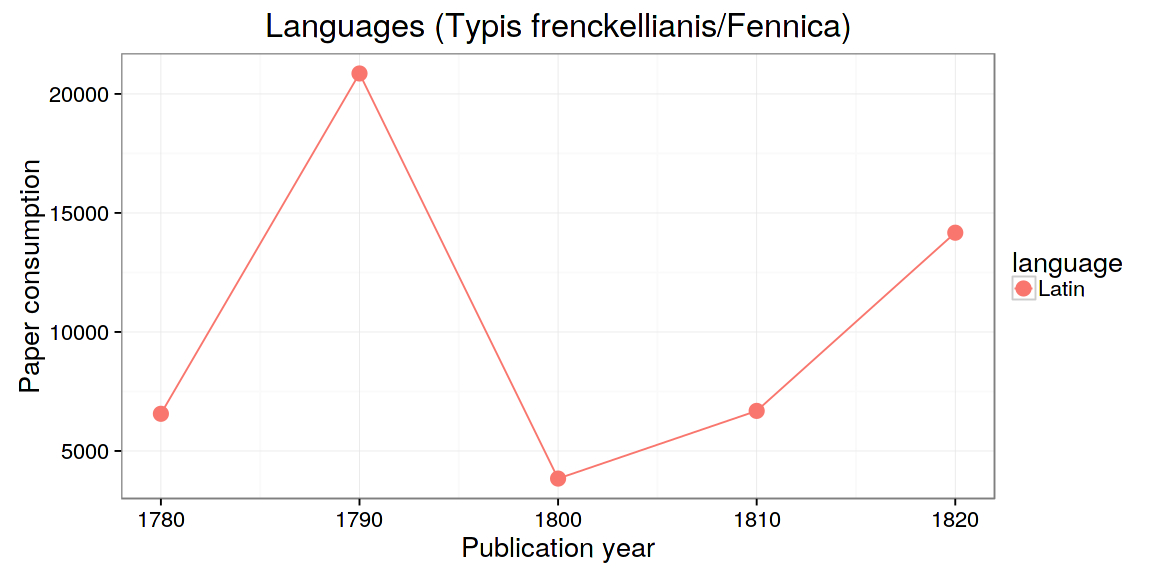 Languages (Typis frenckellianis/Fennica)
Paper consumption
20000
15000
10000
5000
1780 1790 1800 1810 1820
Publication year
language
Latin